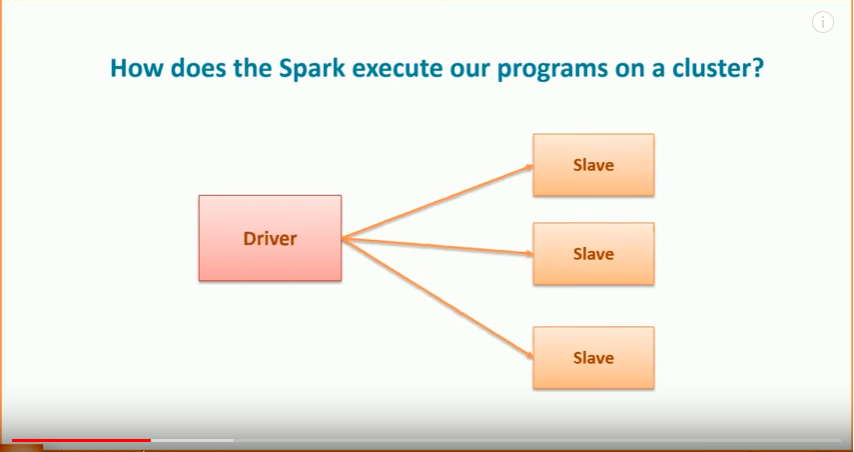 How does the Spark execute our programs on a cluster?
Slave
Driver
Slave
Slave